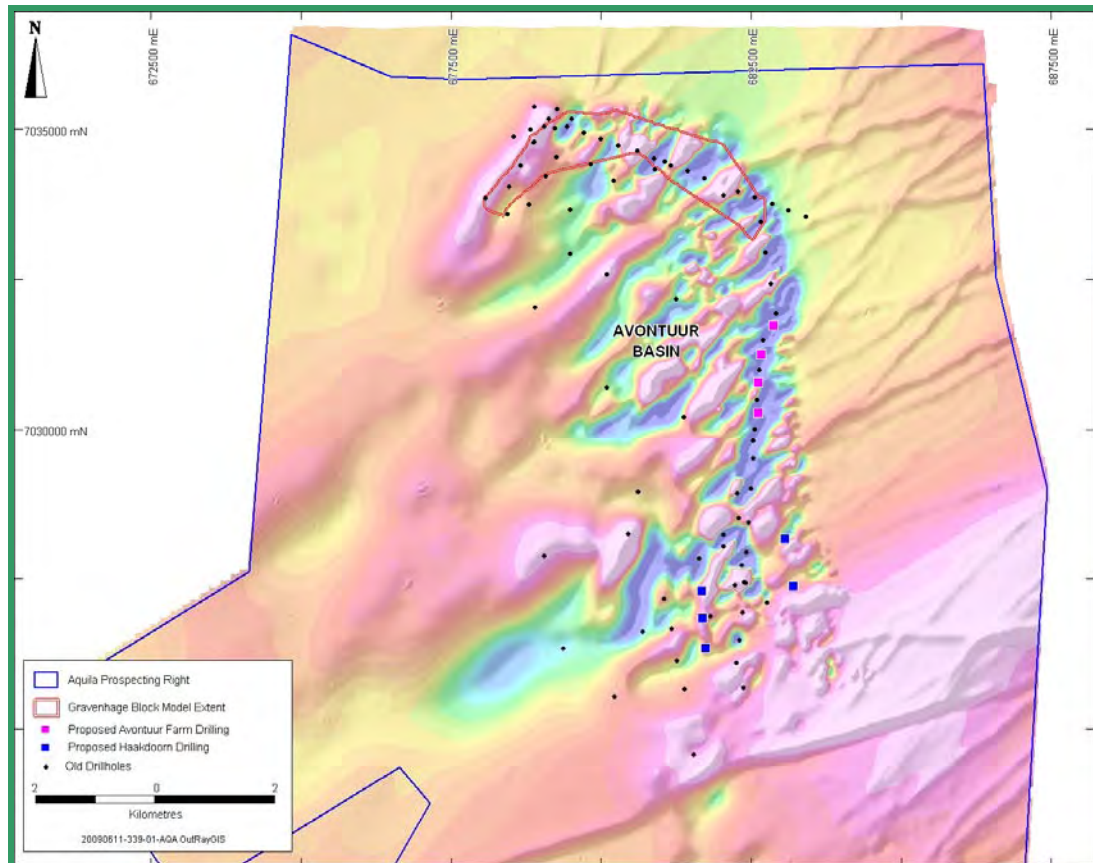 N
672500 mE
677500 mE
682500 mE
687500 mE
7035000 mN
AVONTUUR
BASIN
7030000 mN
Aquila Prospecting Right
Gravenhage Block Model Extent
Proposed Avontuur Farm Drilling
Proposed Haakdoorn Drilling
Old Drillholes
2 0 2
Kilometres
20090611-339-01-AQA OutRayGIS